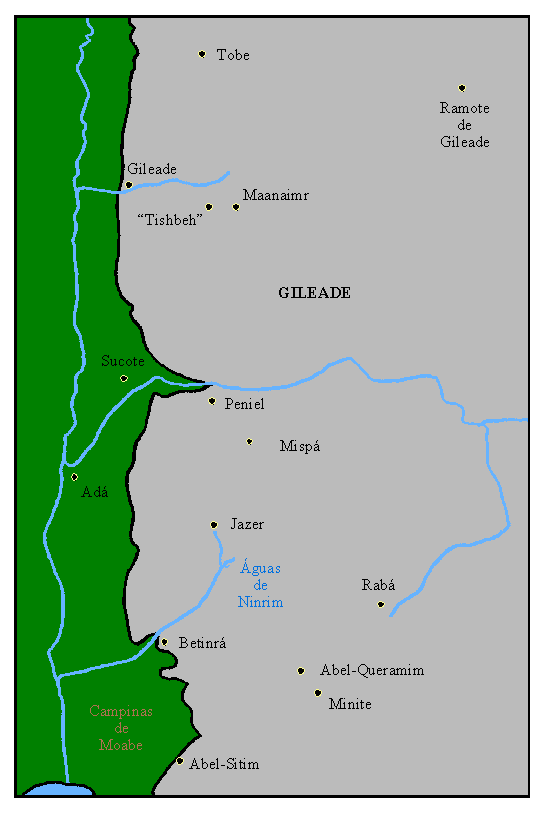 Tobe
Ramote
de
Gileade
Gileade
Maanaimr
“Tishbeh”
GILEADE
Sucote
Peniel
Mispá
Adá
Jazer
Águas
de
Ninrim
Rabá
Betinrá
Abel-Queramim
Minite
Campinas
de
Moabe
Abel-Sitim